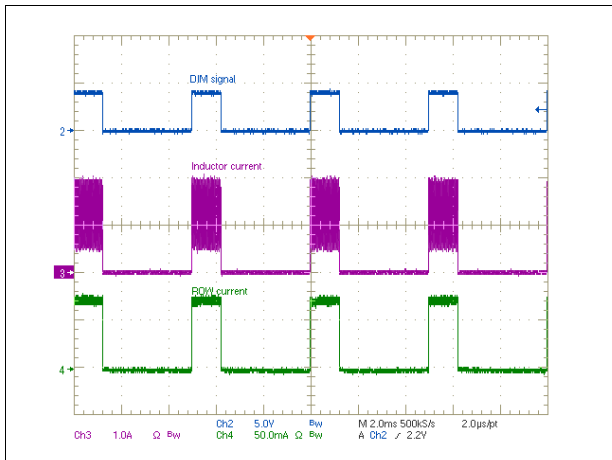 DIM signal
2
Inductor current
3
ROW current
4
Ch2 5.0V Bw M 2.0ms 500kS/s 2.0µs/pt
Ch3 1.0A Ω Bw Ch4 50.0mA Ω Bw A Ch2 / 2.2V